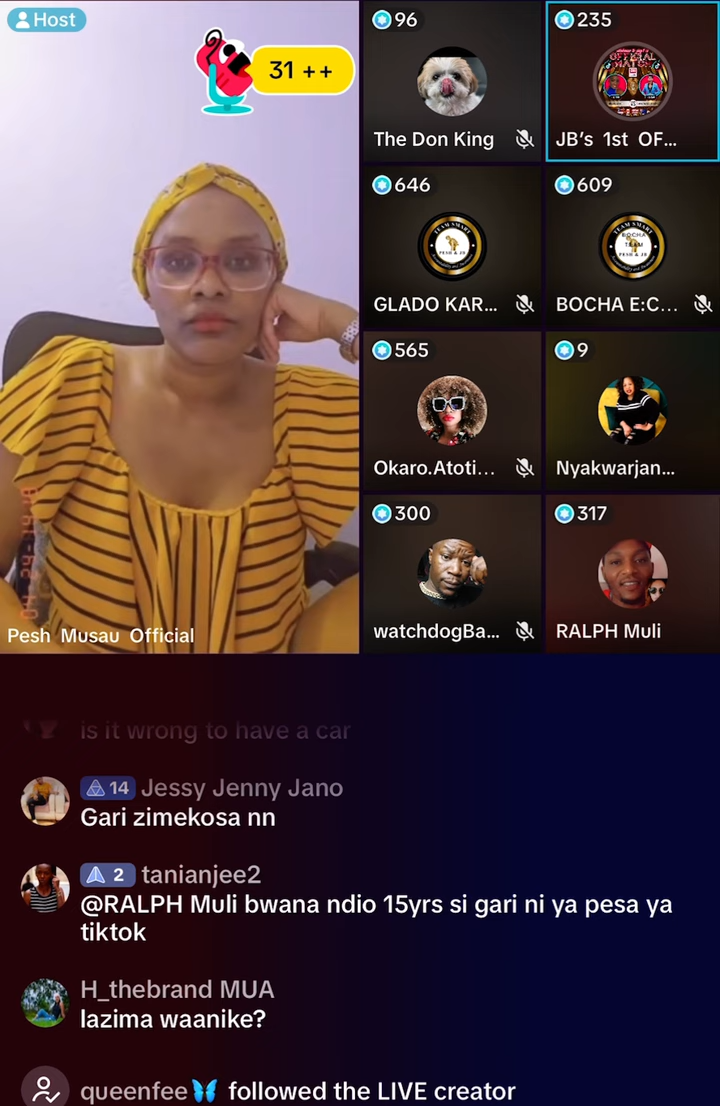 Host
31 ++
96
The Don King
235
JB's 1st OF...
646
GLADO KAR...
609
BOCHA E:C...
565
Okaro.Atoti...
9
Nyakwarjan...
300
watchdogBa...
317
RALPH Muli
Pesh Musau Official
is it wrong to have a car
14 Jessy Jenny Jano
Gari zimekosa nn
2 tanianjee2
@RALPH Muli bwana ndio 15yrs si gari ni ya pesa ya
tiktok
H_thebrand MUA
lazima waanike?
queenfee🦋 followed the LIVE creator